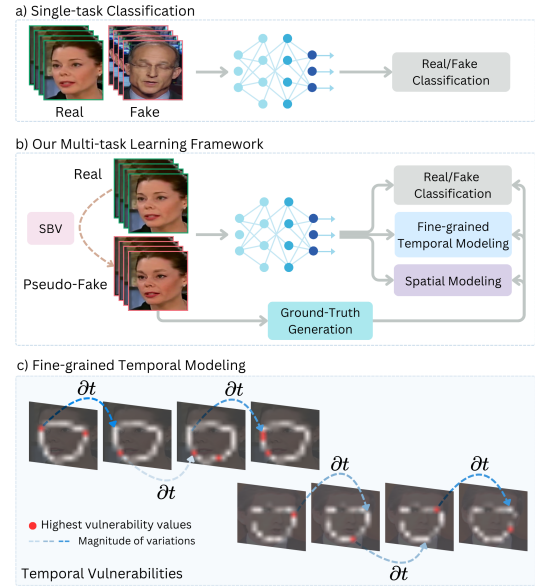 a) Single-task Classification
Real
Fake
Real/Fake
Classification
b) Our Multi-task Learning Framework
Real
SBV
Pseudo-Fake
Real/Fake
Classification
Fine-grained
Temporal Modeling
Spatial Modeling
Ground-Truth
Generation
c) Fine-grained Temporal Modeling
∂t
∂t
∂t
∂t
∂t
∂t
Highest vulnerability values
Magnitude of variations
Temporal Vulnerabilities